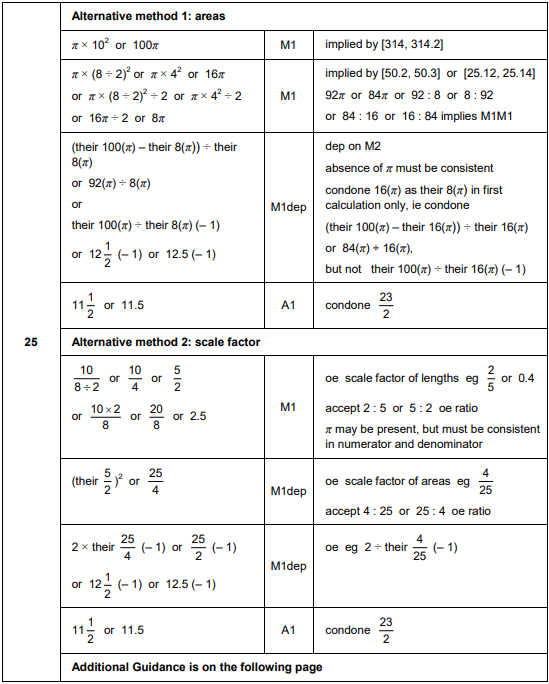 Alternative method 1: areas
π × 10² or 100π
M1
implied by [314, 314.2]
π × (8 ÷ 2)² or π × 4² or 16π
or π × (8 ÷ 2)² ÷ 2 or π × 4² ÷ 2
or 16π ÷ 2 or 8π
M1
implied by [50.2, 50.3] or [25.12, 25.14]
92π or 84π or 92 : 8 or 8 : 92
or 84 : 16 or 16 : 84 implies M1M1
(their 100(π) – their 8(π)) ÷ their
8(π)
or 92(π) ÷ 8(π)
or
their 100(π) ÷ their 8(π) (– 1)
or 12 1/2 (– 1) or 12.5 (– 1)
M1dep
dep on M2
absence of π must be consistent
condone 16(π) as their 8(π) in first
calculation only, ie condone
(their 100(π) – their 16(π)) ÷ their 16(π)
or 84(π) ÷ 16(π),
but not their 100(π) ÷ their 16(π) (– 1)
11 1/2 or 11.5
A1
condone 23/2
25
Alternative method 2: scale factor
10/(8 ÷ 2) or 10/4 or 5/2
or (10 × 2)/8 or 20/8 or 2.5
M1
oe scale factor of lengths eg 2/5 or 0.4
accept 2 : 5 or 5 : 2 oe ratio
π may be present, but must be consistent
in numerator and denominator
(their 5/2)² or 25/4
M1dep
oe scale factor of areas eg 4/25
accept 4 : 25 or 25 : 4 oe ratio
2 × their 25/4 (– 1) or 25/2 (– 1)
or 12 1/2 (– 1) or 12.5 (– 1)
M1dep
oe eg 2 ÷ their 4/25 (– 1)
11 1/2 or 11.5
A1
condone 23/2
Additional Guidance is on the following page